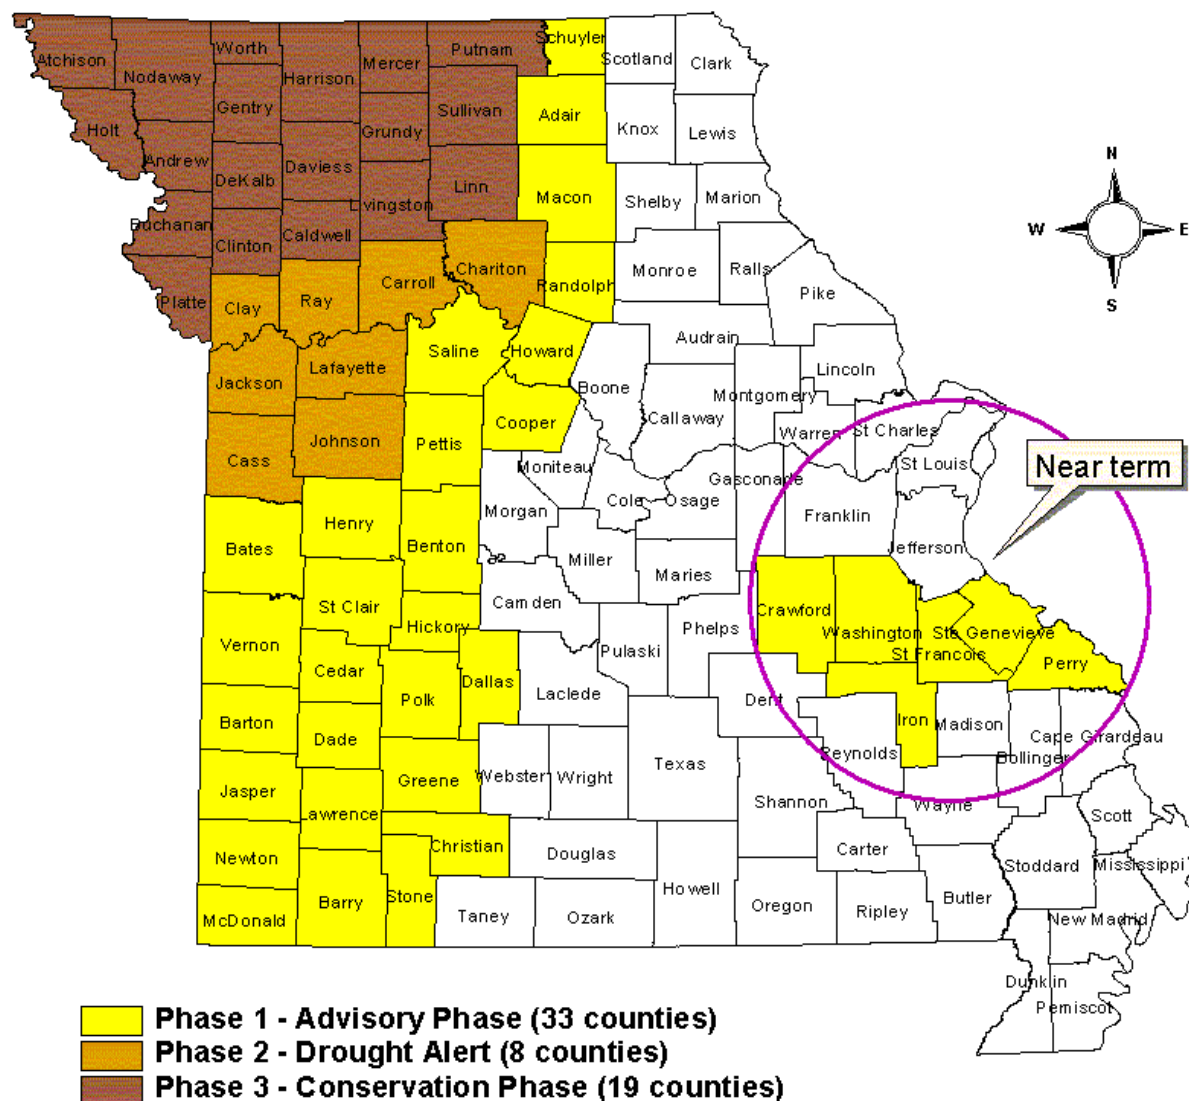 Schuyler
Putnam
Worth
Scotland
Atchison
Mercer
Clark
Nodaway
Harrison
Gentry
Sullivan
Adair
Holt
Grundy
Knox
Lewis
N
Andrew
Daviess
DeKalb
Linn
Macon
Shelby
Marion
Livingston
Buchanan
Caldwell
Clinton
W
E
Chariton
Monroe
Ralls
Carroll
Randolph
Pike
Platte
Ray
Clay
S
Audrain
Saline
Howard
Lafayette
Lincoln
Jackson
Boone
Montgomery
Callaway
Cooper
Warren
St Charles
Johnson
Pettis
Cass
Moniteau
St Louis
Near term
Gasconade
Cole
Osage
Morgan
Franklin
Henry
Bates
Benton
Jefferson
Miller
Maries
Camden
St Clair
Crawford
Hickory
Phelps
Washington
Ste Genevieve
Vernon
Pulaski
St Francois
Perry
Cedar
Dallas
Laclede
Polk
Dent
Barton
Iron
Madison
Dade
Cape Girardeau
Reynolds
Bollinger
Texas
Greene
Webster
Wright
Jasper
Shannon
Wayne
Lawrence
Scott
Christian
Carter
Douglas
Newton
Stoddard
Mississippi
Howell
Stone
Butler
Barry
Oregon
Ripley
McDonald
Taney
Ozark
New Madrid
Dunklin
Pemiscot
Phase 1 - Advisory Phase (33 counties)
Phase 2 - Drought Alert (8 counties)
Phase 3 - Conservation Phase (19 counties)